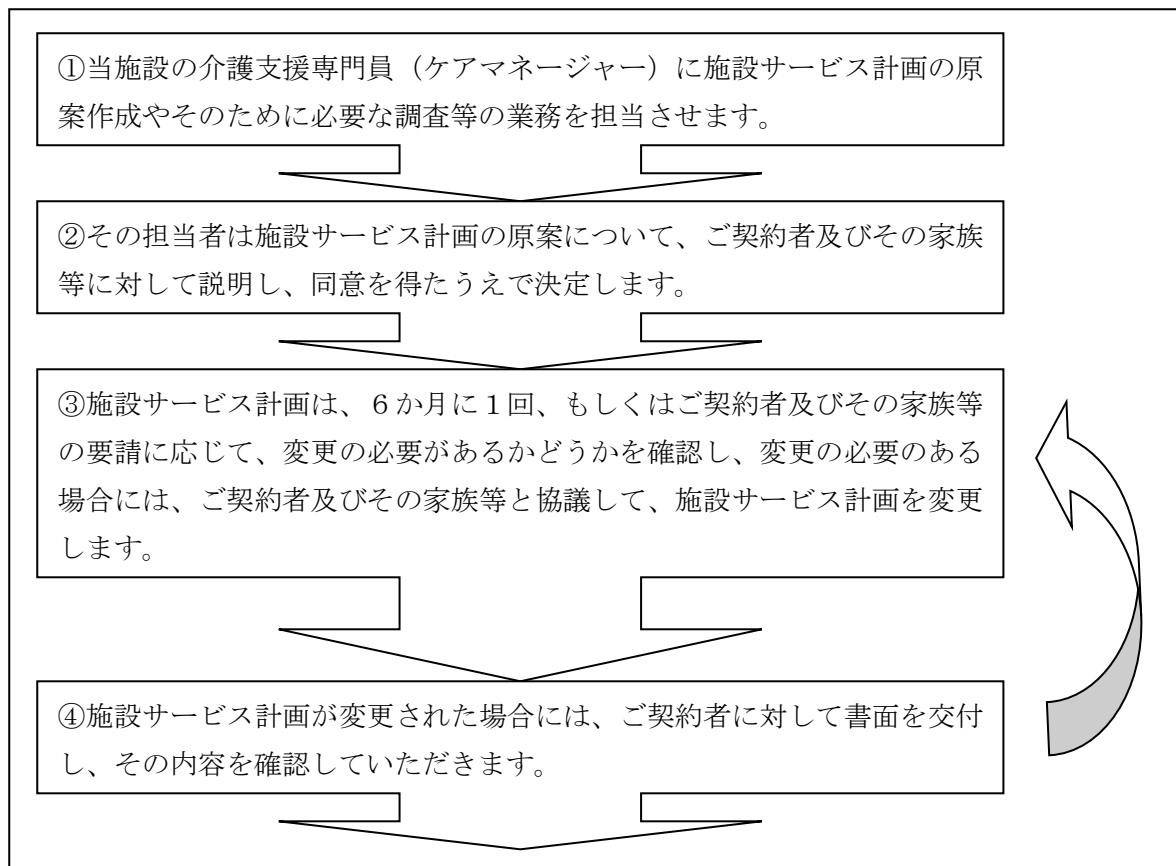 ①当施設の介護支援専門員（ケアマネージャー）に施設サービス計画の原
案作成やそのために必要な調査等の業務を担当させます。
②その担当者は施設サービス計画の原案について、ご契約者及びその家族
等に対して説明し、同意を得たうえで決定します。
③施設サービス計画は、６か月に１回、もしくはご契約者及びその家族等
の要請に応じて、変更の必要があるかどうかを確認し、変更の必要のある
場合には、ご契約者及びその家族等と協議して、施設サービス計画を変更
します。
④施設サービス計画が変更された場合には、ご契約者に対して書面を交付
し、その内容を確認していただきます。